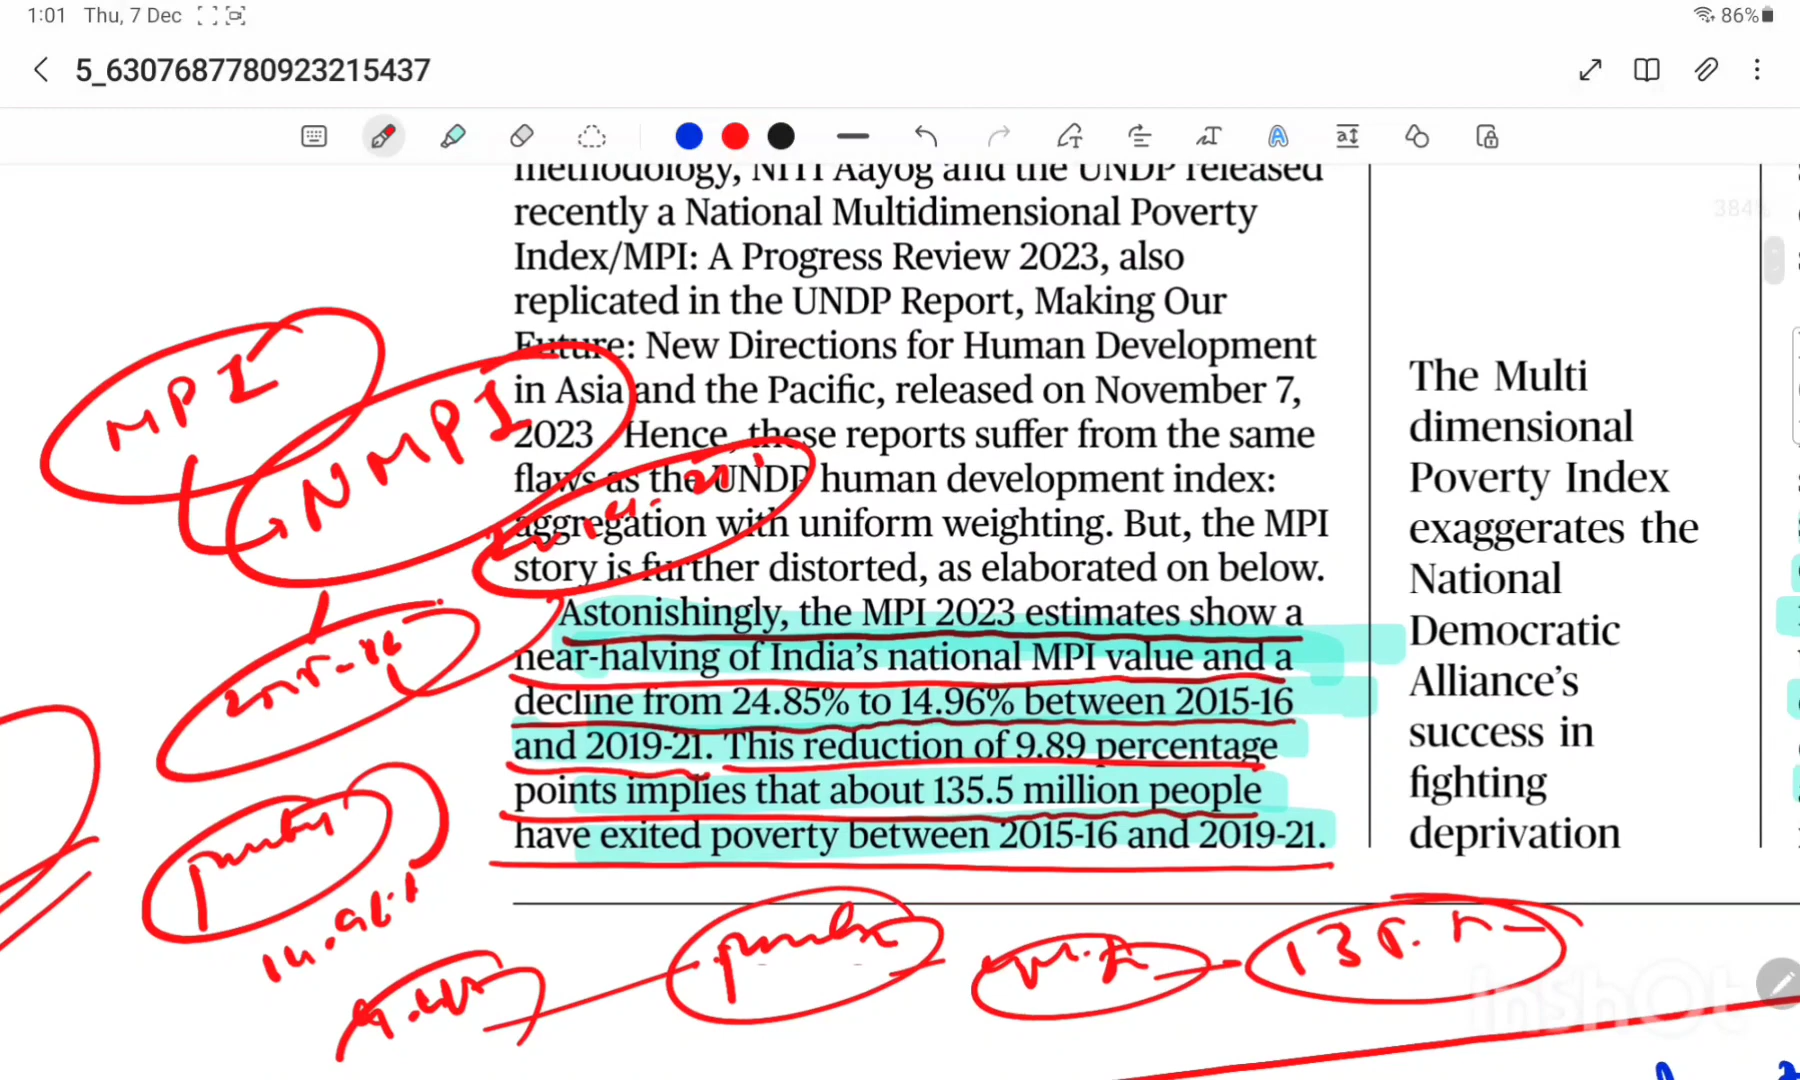 1:01 Thu, 7 Dec
86%
5_6307687780923215437
methodology, NITI Aayog and the UNDP released
recently a National Multidimensional Poverty
Index/MPI: A Progress Review 2023, also
replicated in the UNDP Report, Making Our
Future: New Directions for Human Development
in Asia and the Pacific, released on November 7,
2023 Hence, these reports suffer from the same
flaws as the UNDP human development index:
aggregation with uniform weighting. But, the MPI
story is further distorted, as elaborated on below.
Astonishingly, the MPI 2023 estimates show a
near-halving of India's national MPI value and a
decline from 24.85% to 14.96% between 2015-16
and 2019-21. This reduction of 9.89 percentage
points implies that about 135.5 million people
have exited poverty between 2015-16 and 2019-21.
384%
The Multi
dimensional
Poverty Index
exaggerates the
National
Democratic
Alliance's
success in
fighting
deprivation
MPI
NMPI
InshOt